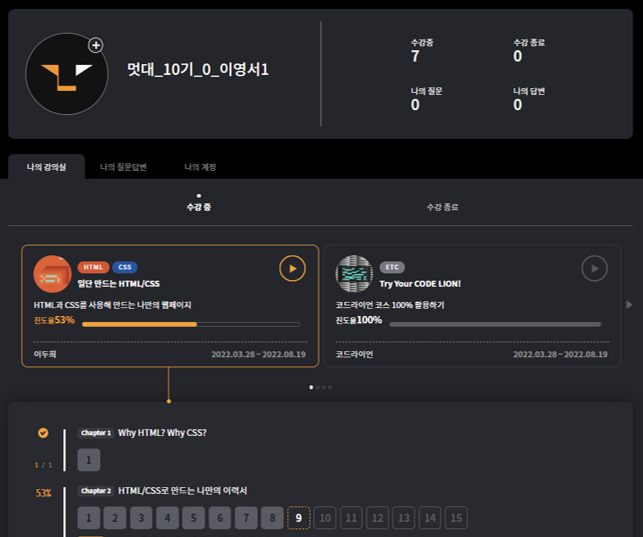 멋대_10기_0_이영서1
수강중 수강 종료
7 0
나의 질문 나의 답변
0 0
나의 강의실 나의 질문답변 나의 계정
수강 중 수강 종료
HTML CSS
일단 만드는 HTML/CSS
HTML과 CSS를 사용해 만드는 나만의 웹페이지
진도율53%
이두희 2022.03.28 ~ 2022.08.19
ETC
Try Your CODE LION!
코드라이언 코스 100% 활용하기
진도율100%
코드라이언 2022.03.28 ~ 2022.08.19
Chapter 1 Why HTML? Why CSS?
1 / 1 1
53% Chapter 2 HTML/CSS로 만드는 나만의 이력서
1 2 3 4 5 6 7 8 9 10 11 12 13 14 15